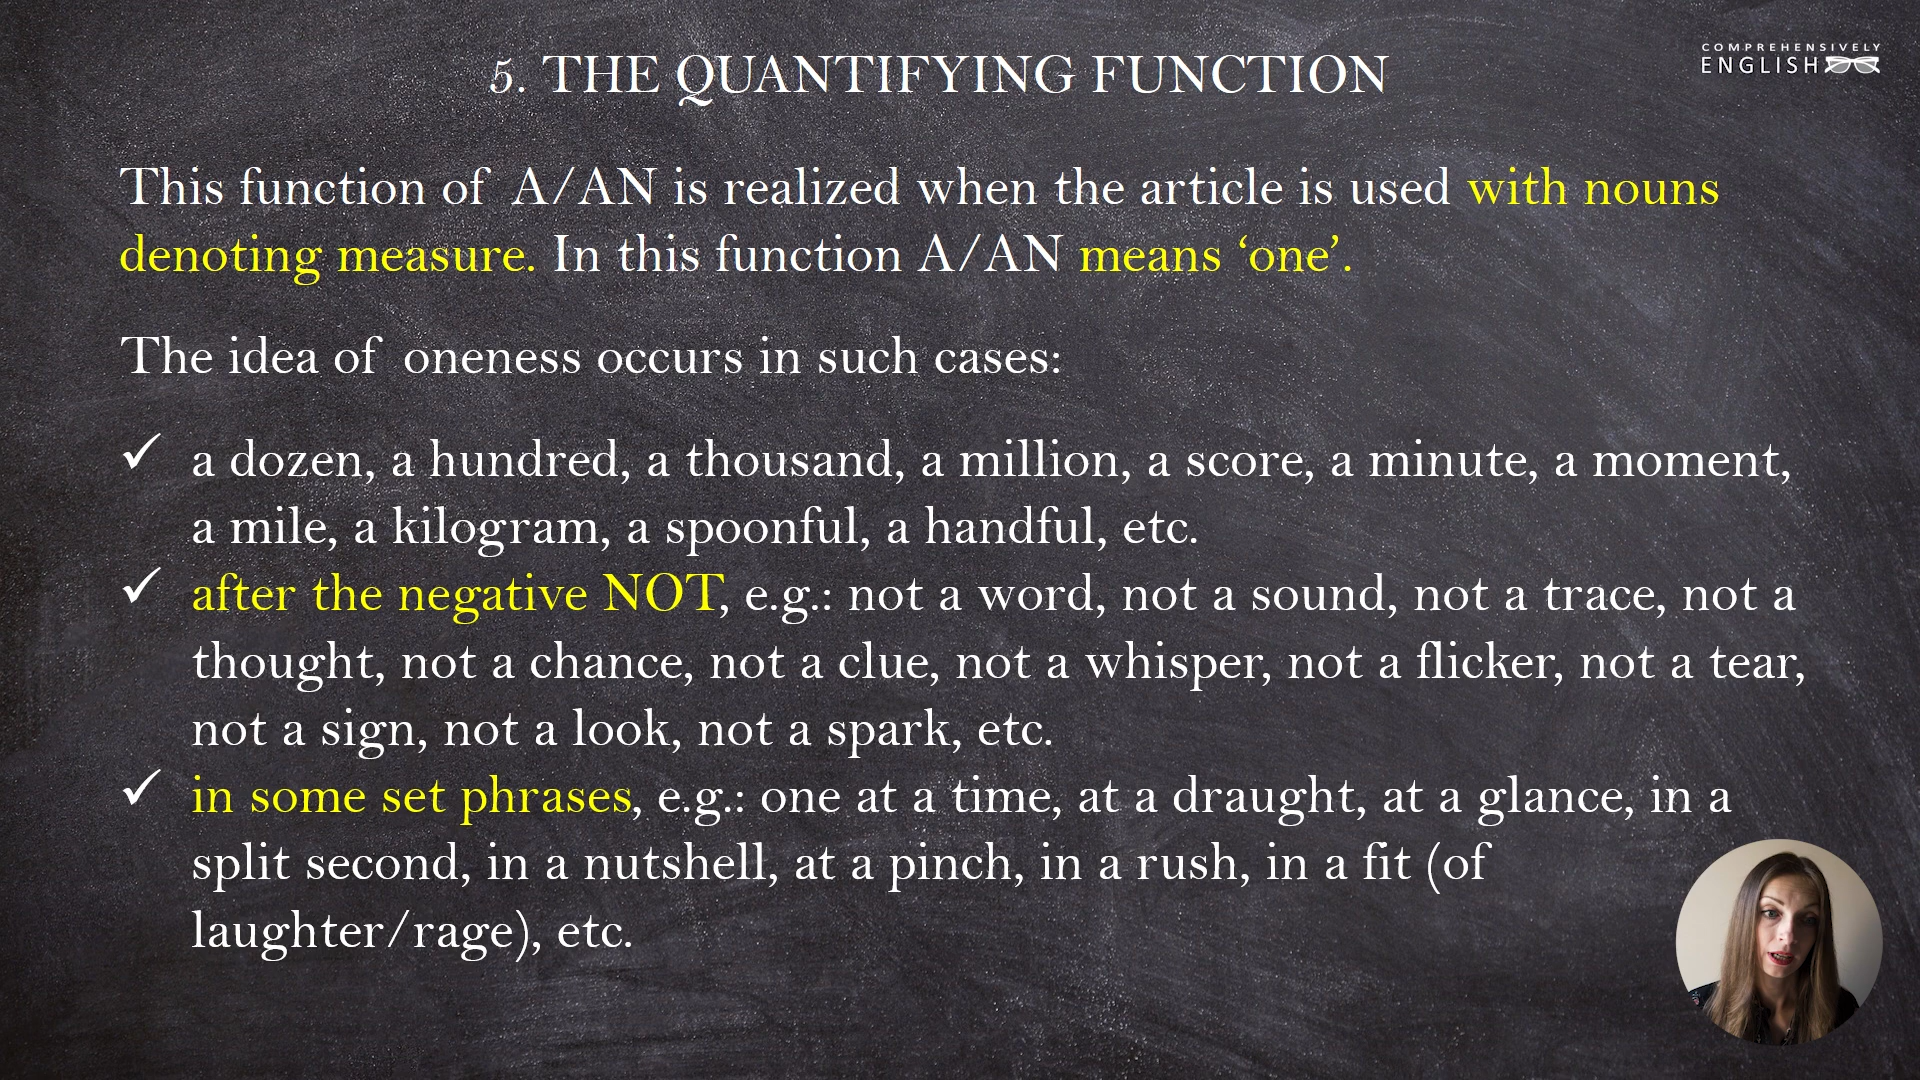 5. THE QUANTIFYING FUNCTION
COMPREHENSIVELY
ENGLISH
This function of A/AN is realized when the article is used with nouns
denoting measure. In this function A/AN means ‘one’.
The idea of oneness occurs in such cases:
✓ a dozen, a hundred, a thousand, a million, a score, a minute, a moment,
a mile, a kilogram, a spoonful, a handful, etc.
✓ after the negative NOT, e.g.: not a word, not a sound, not a trace, not a
thought, not a chance, not a clue, not a whisper, not a flicker, not a tear,
not a sign, not a look, not a spark, etc.
✓ in some set phrases, e.g.: one at a time, at a draught, at a glance, in a
split second, in a nutshell, at a pinch, in a rush, in a fit (of
laughter/rage), etc.